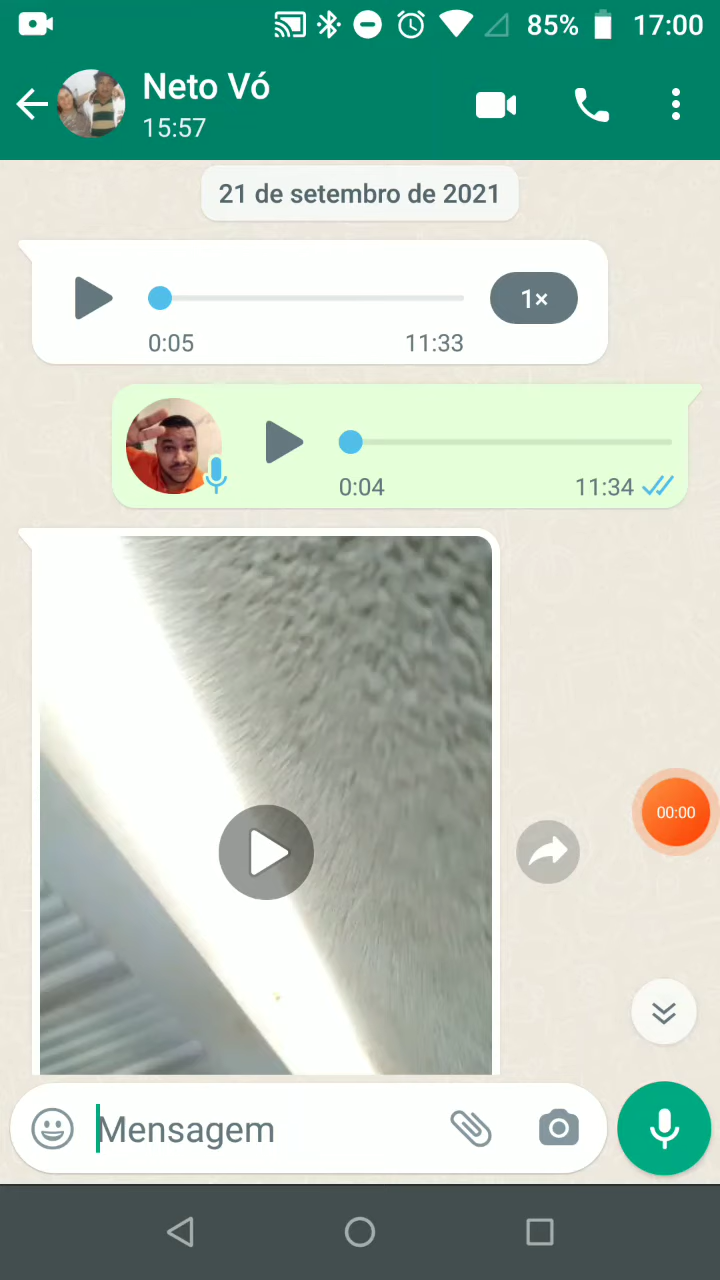 85% 17:00
Neto Vó
15:57
21 de setembro de 2021
1×
0:05 11:33
0:04 11:34
00:00
Mensagem